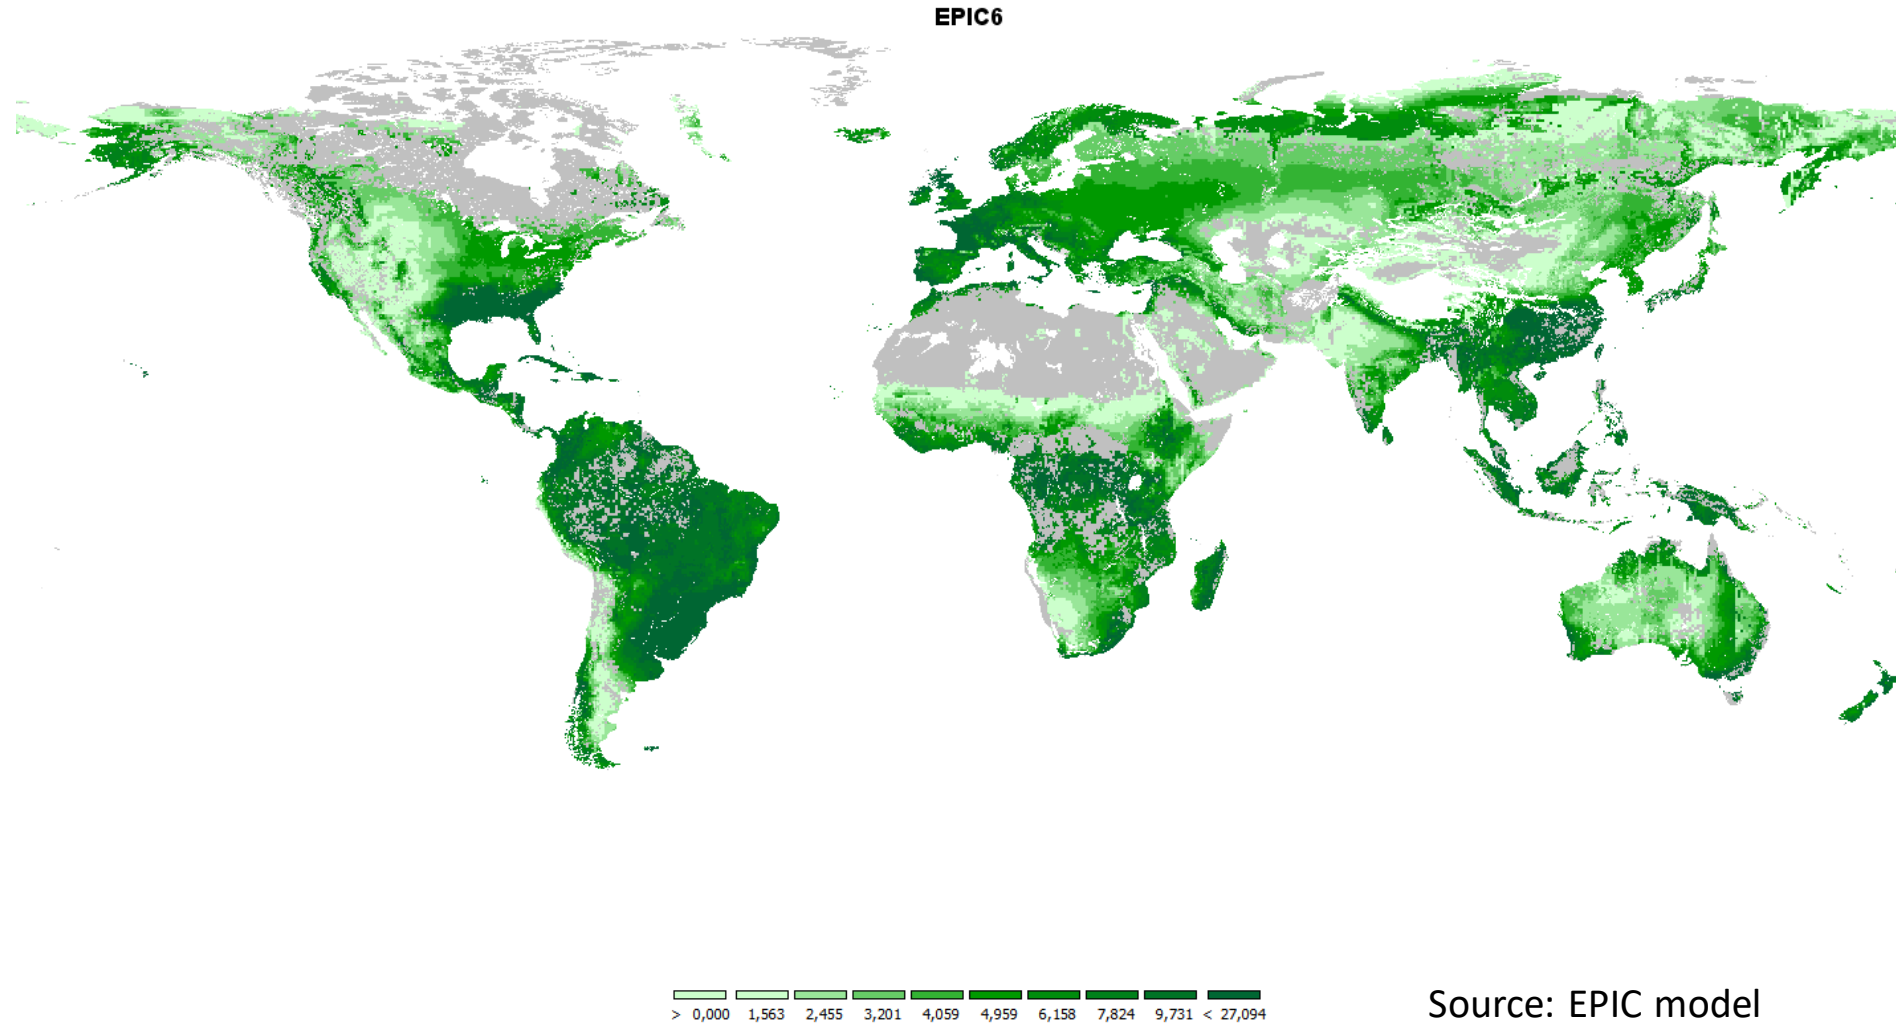 EPIC6
> 0,000 1,563 2,455 3,201 4,059 4,959 6,158 7,824 9,731 < 27,094
Source: EPIC model